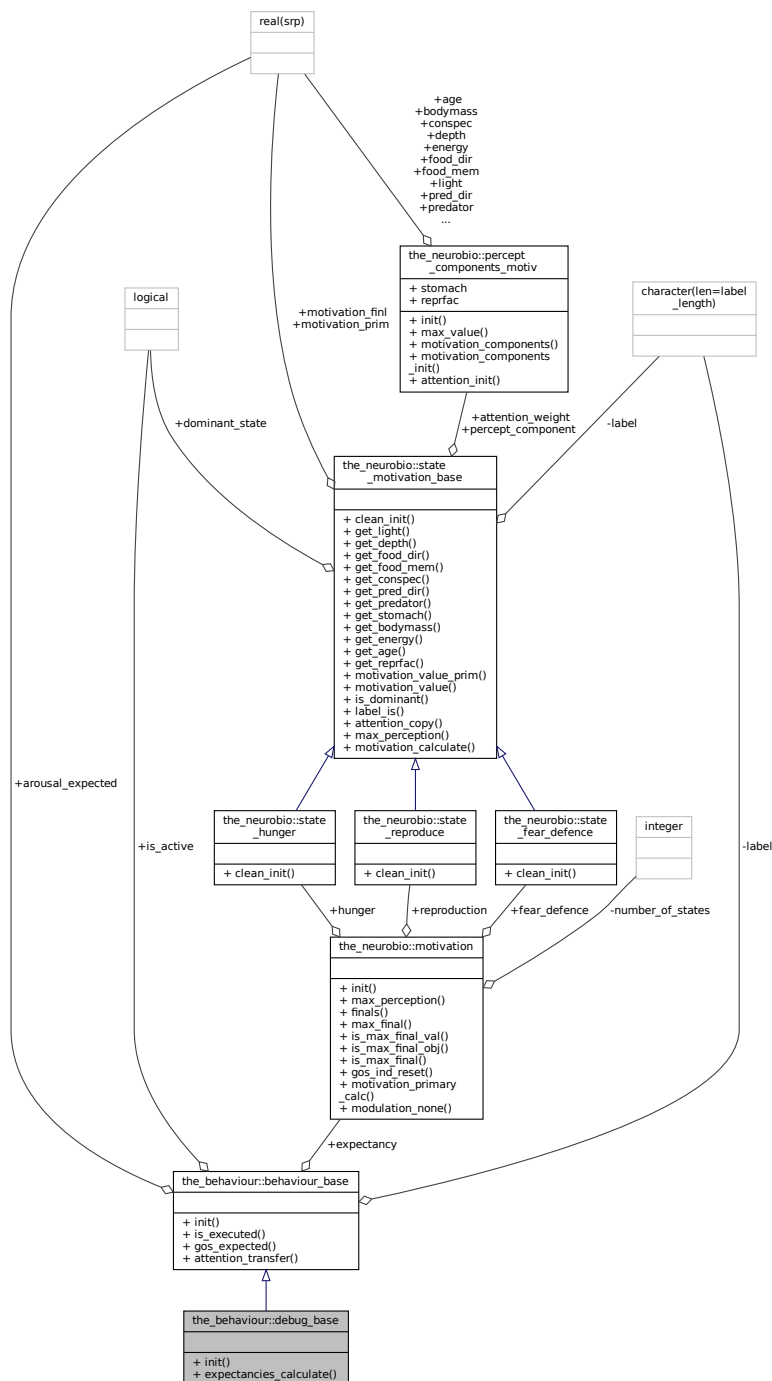 real(srp)
+age
+bodymass
+conspec
+depth
+energy
+food_dir
+food_mem
+light
+pred_dir
+predator
...
the_neurobio::percept
_components_motiv
+ stomach
+ reprfac
+ init()
+ max_value()
+ motivation_components()
+ motivation_components
_init()
+ attention_init()
logical
character(len=label
_length)
+motivation_finl
+motivation_prim
+dominant_state
+attention_weight
+percept_component
-label
the_neurobio::state
_motivation_base
+ clean_init()
+ get_light()
+ get_depth()
+ get_food_dir()
+ get_food_mem()
+ get_conspec()
+ get_pred_dir()
+ get_predator()
+ get_stomach()
+ get_bodymass()
+ get_energy()
+ get_age()
+ get_reprfac()
+ motivation_value_prim()
+ motivation_value()
+ is_dominant()
+ label_is()
+ attention_copy()
+ max_perception()
+ motivation_calculate()
+arousal_expected
the_neurobio::state
_hunger
+ clean_init()
the_neurobio::state
_reproduce
+ clean_init()
the_neurobio::state
_fear_defence
+ clean_init()
integer
+is_active
-label
+hunger
+reproduction
+fear_defence
-number_of_states
the_neurobio::motivation
+ init()
+ max_perception()
+ finals()
+ max_final()
+ is_max_final_val()
+ is_max_final_obj()
+ is_max_final()
+ gos_ind_reset()
+ motivation_primary
_calc()
+ modulation_none()
+expectancy
the_behaviour::behaviour_base
+ init()
+ is_executed()
+ gos_expected()
+ attention_transfer()
the_behaviour::debug_base
+ init()
+ expectancies_calculate()